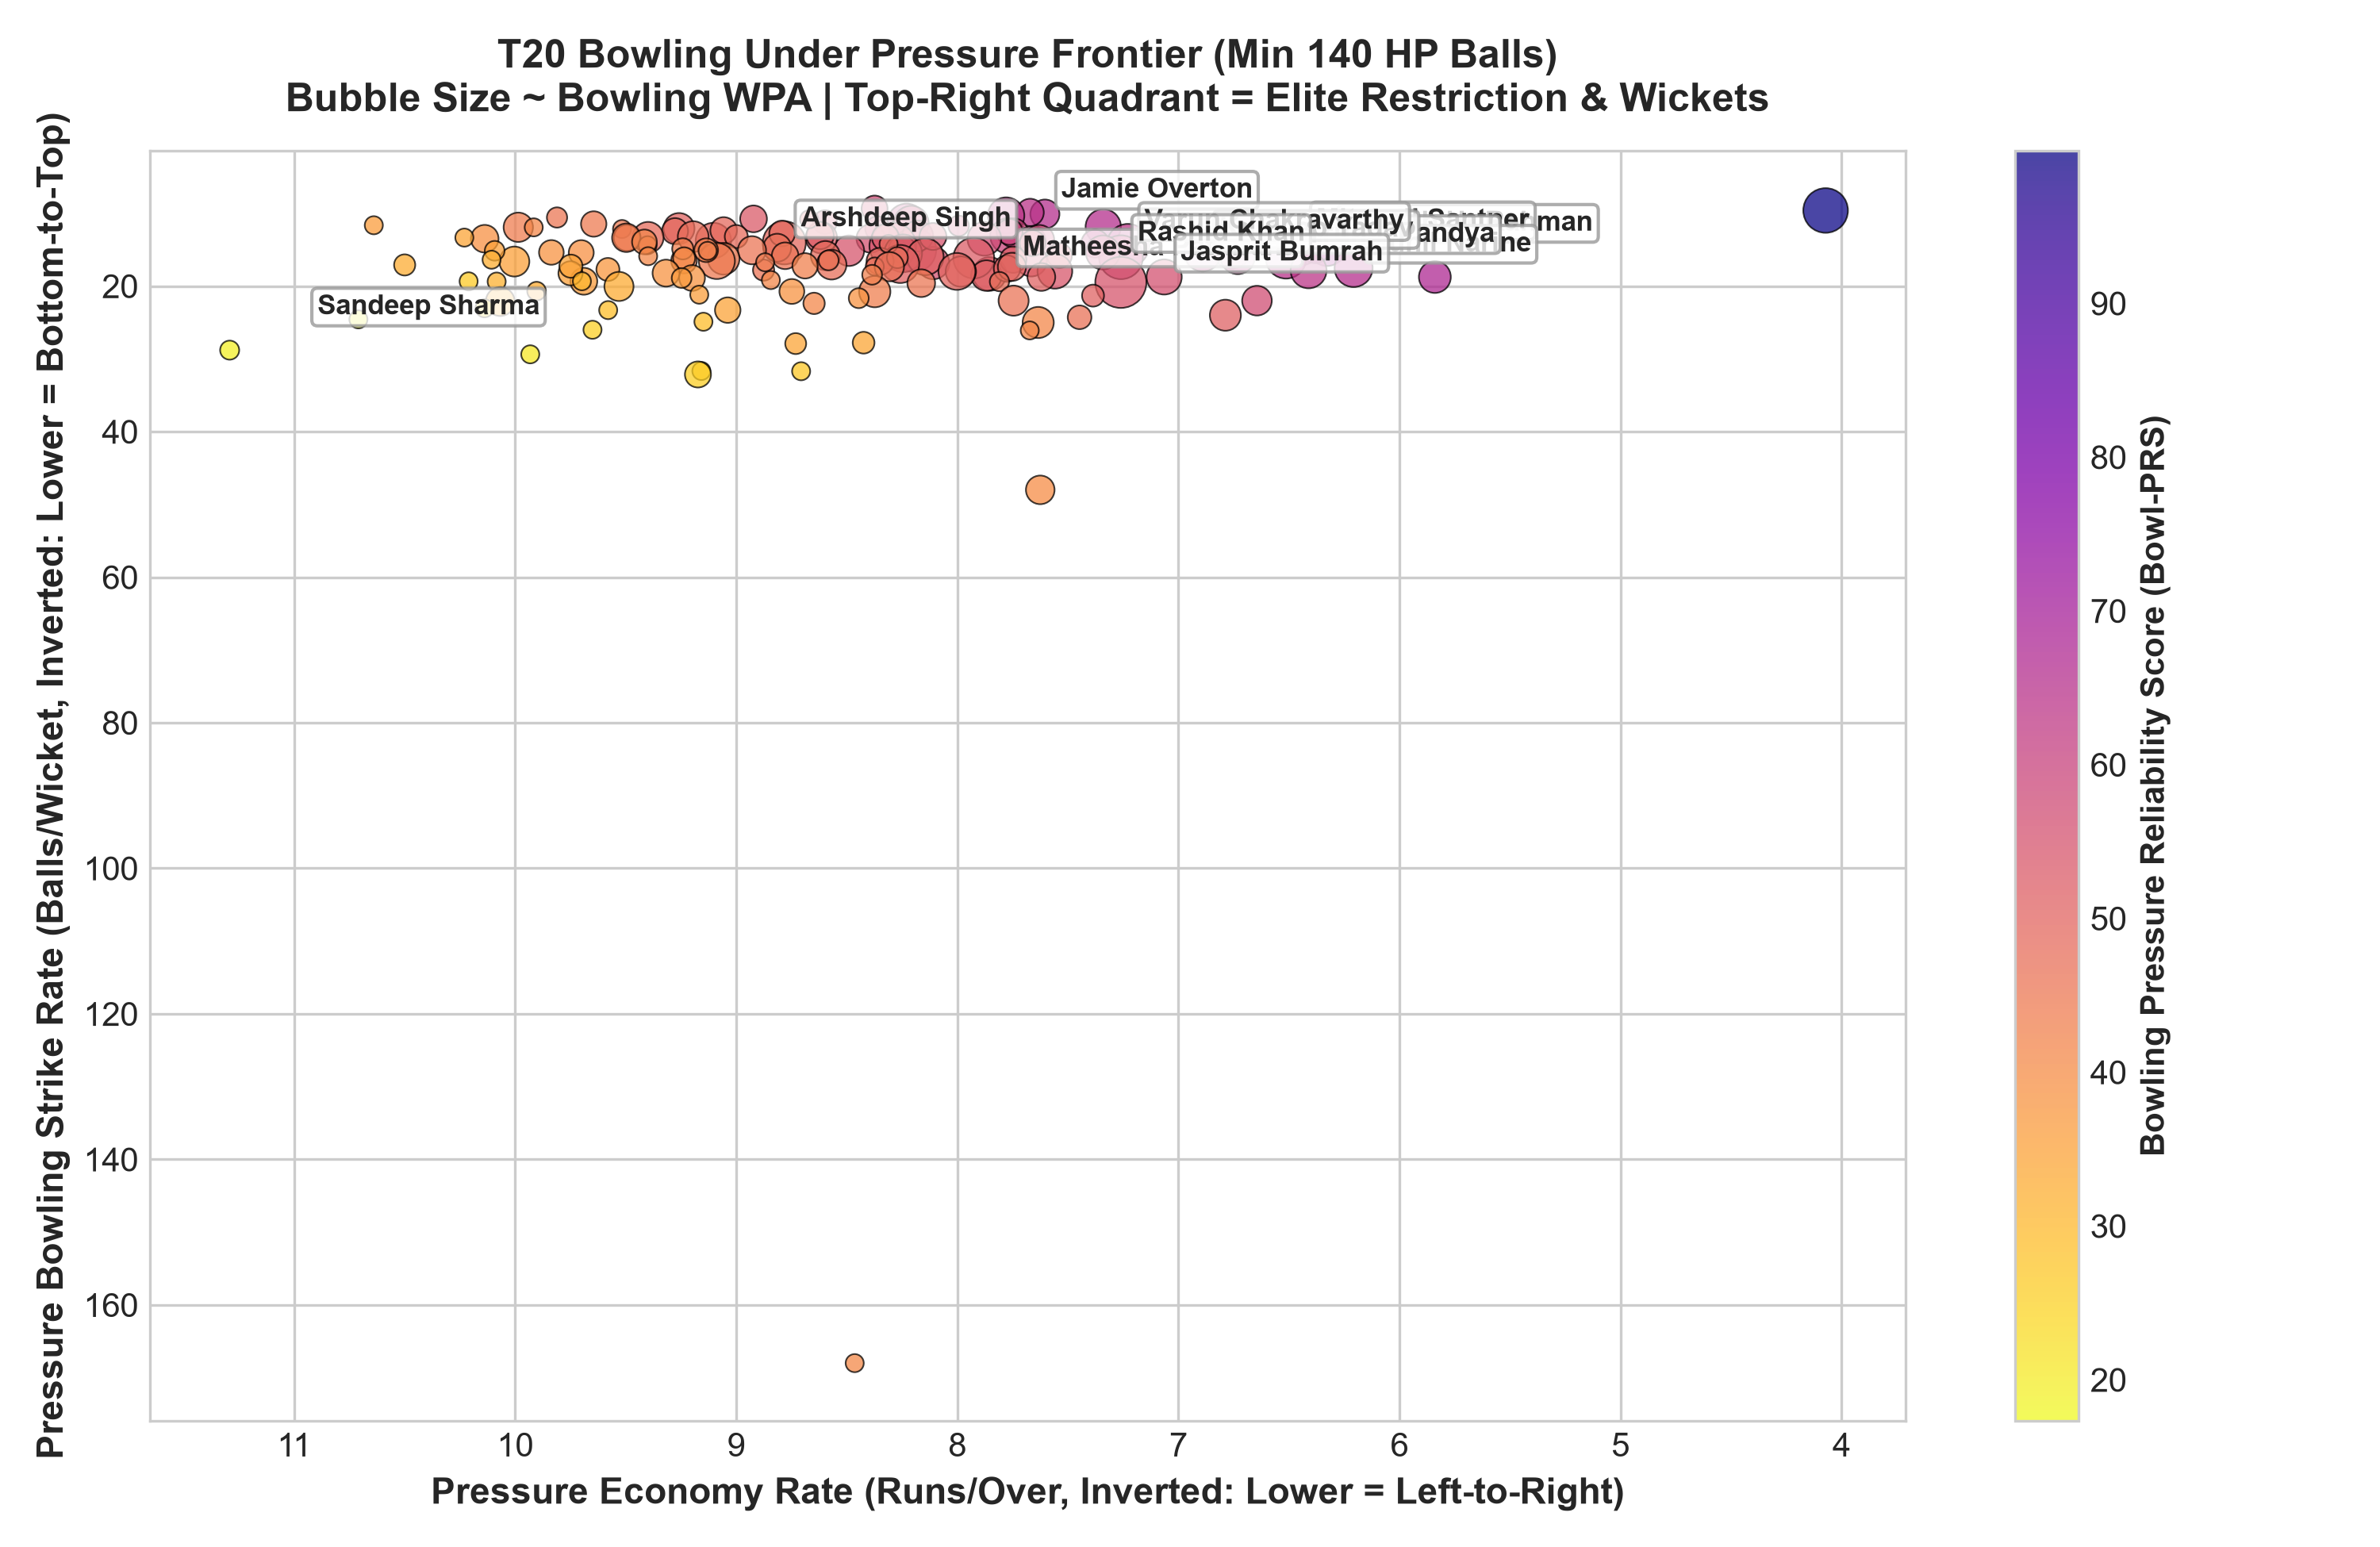 T20 Bowling Under Pressure Frontier (Min 140 HP Balls)
Bubble Size ~ Bowling WPA | Top-Right Quadrant = Elite Restriction & Wickets
Pressure Bowling Strike Rate (Balls/Wicket, Inverted: Lower = Bottom-to-Top)
20
40
60
80
100
120
140
160
Jamie Overton
Arshdeep Singh
Varun Chakravarthy
Santner
Rashid Khan
Jasprit Bumrah
Sandeep Sharma
11
10
9
8
7
6
5
4
Pressure Economy Rate (Runs/Over, Inverted: Lower = Left-to-Right)
90
80
70
60
50
40
30
20
Bowling Pressure Reliability Score (Bowl-PRS)